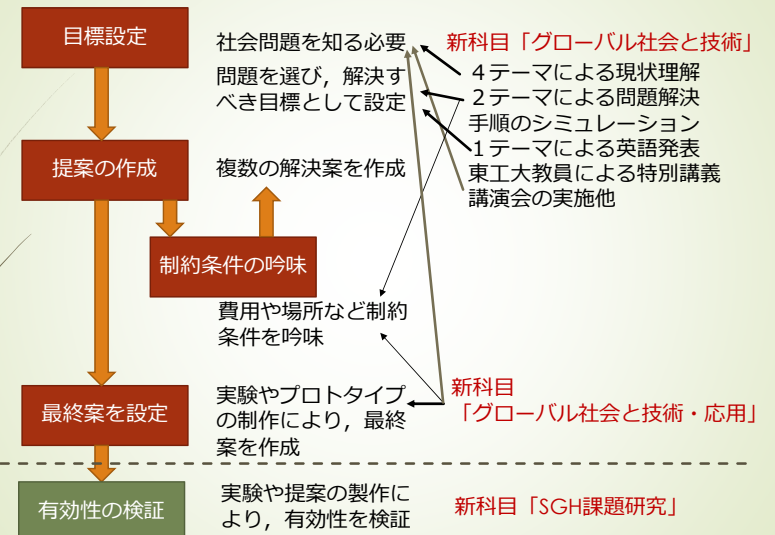 目標設定
社会問題を知る必要
問題を選び，解決す
べき目標として設定
新科目「グローバル社会と技術」
４テーマによる現状理解
２テーマによる問題解決
手順のシミュレーション
１テーマによる英語発表
東工大教員による特別講義
講演会の実施他
提案の作成
複数の解決案を作成
制約条件の吟味
費用や場所など制約
条件を吟味
最終案を設定
実験やプロトタイプ
の制作により，最終
案を作成
新科目
「グローバル社会と技術・応用」
有効性の検証
実験や提案の製作に
より，有効性を検証
新科目「SGH課題研究」